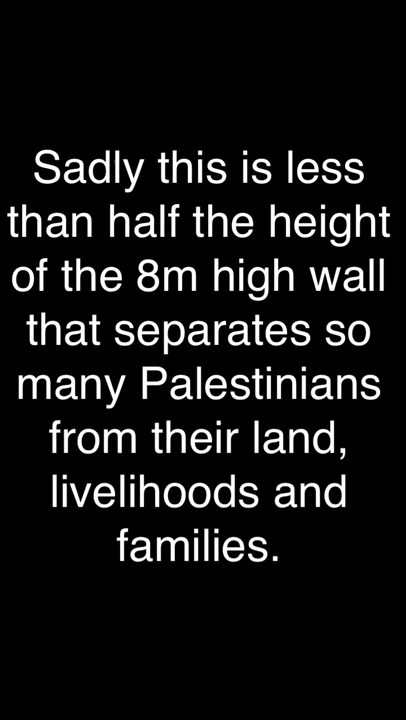 Sadly this is less
than half the height
of the 8m high wall
that separates so
many Palestinians
from their land,
livelihoods and
families.